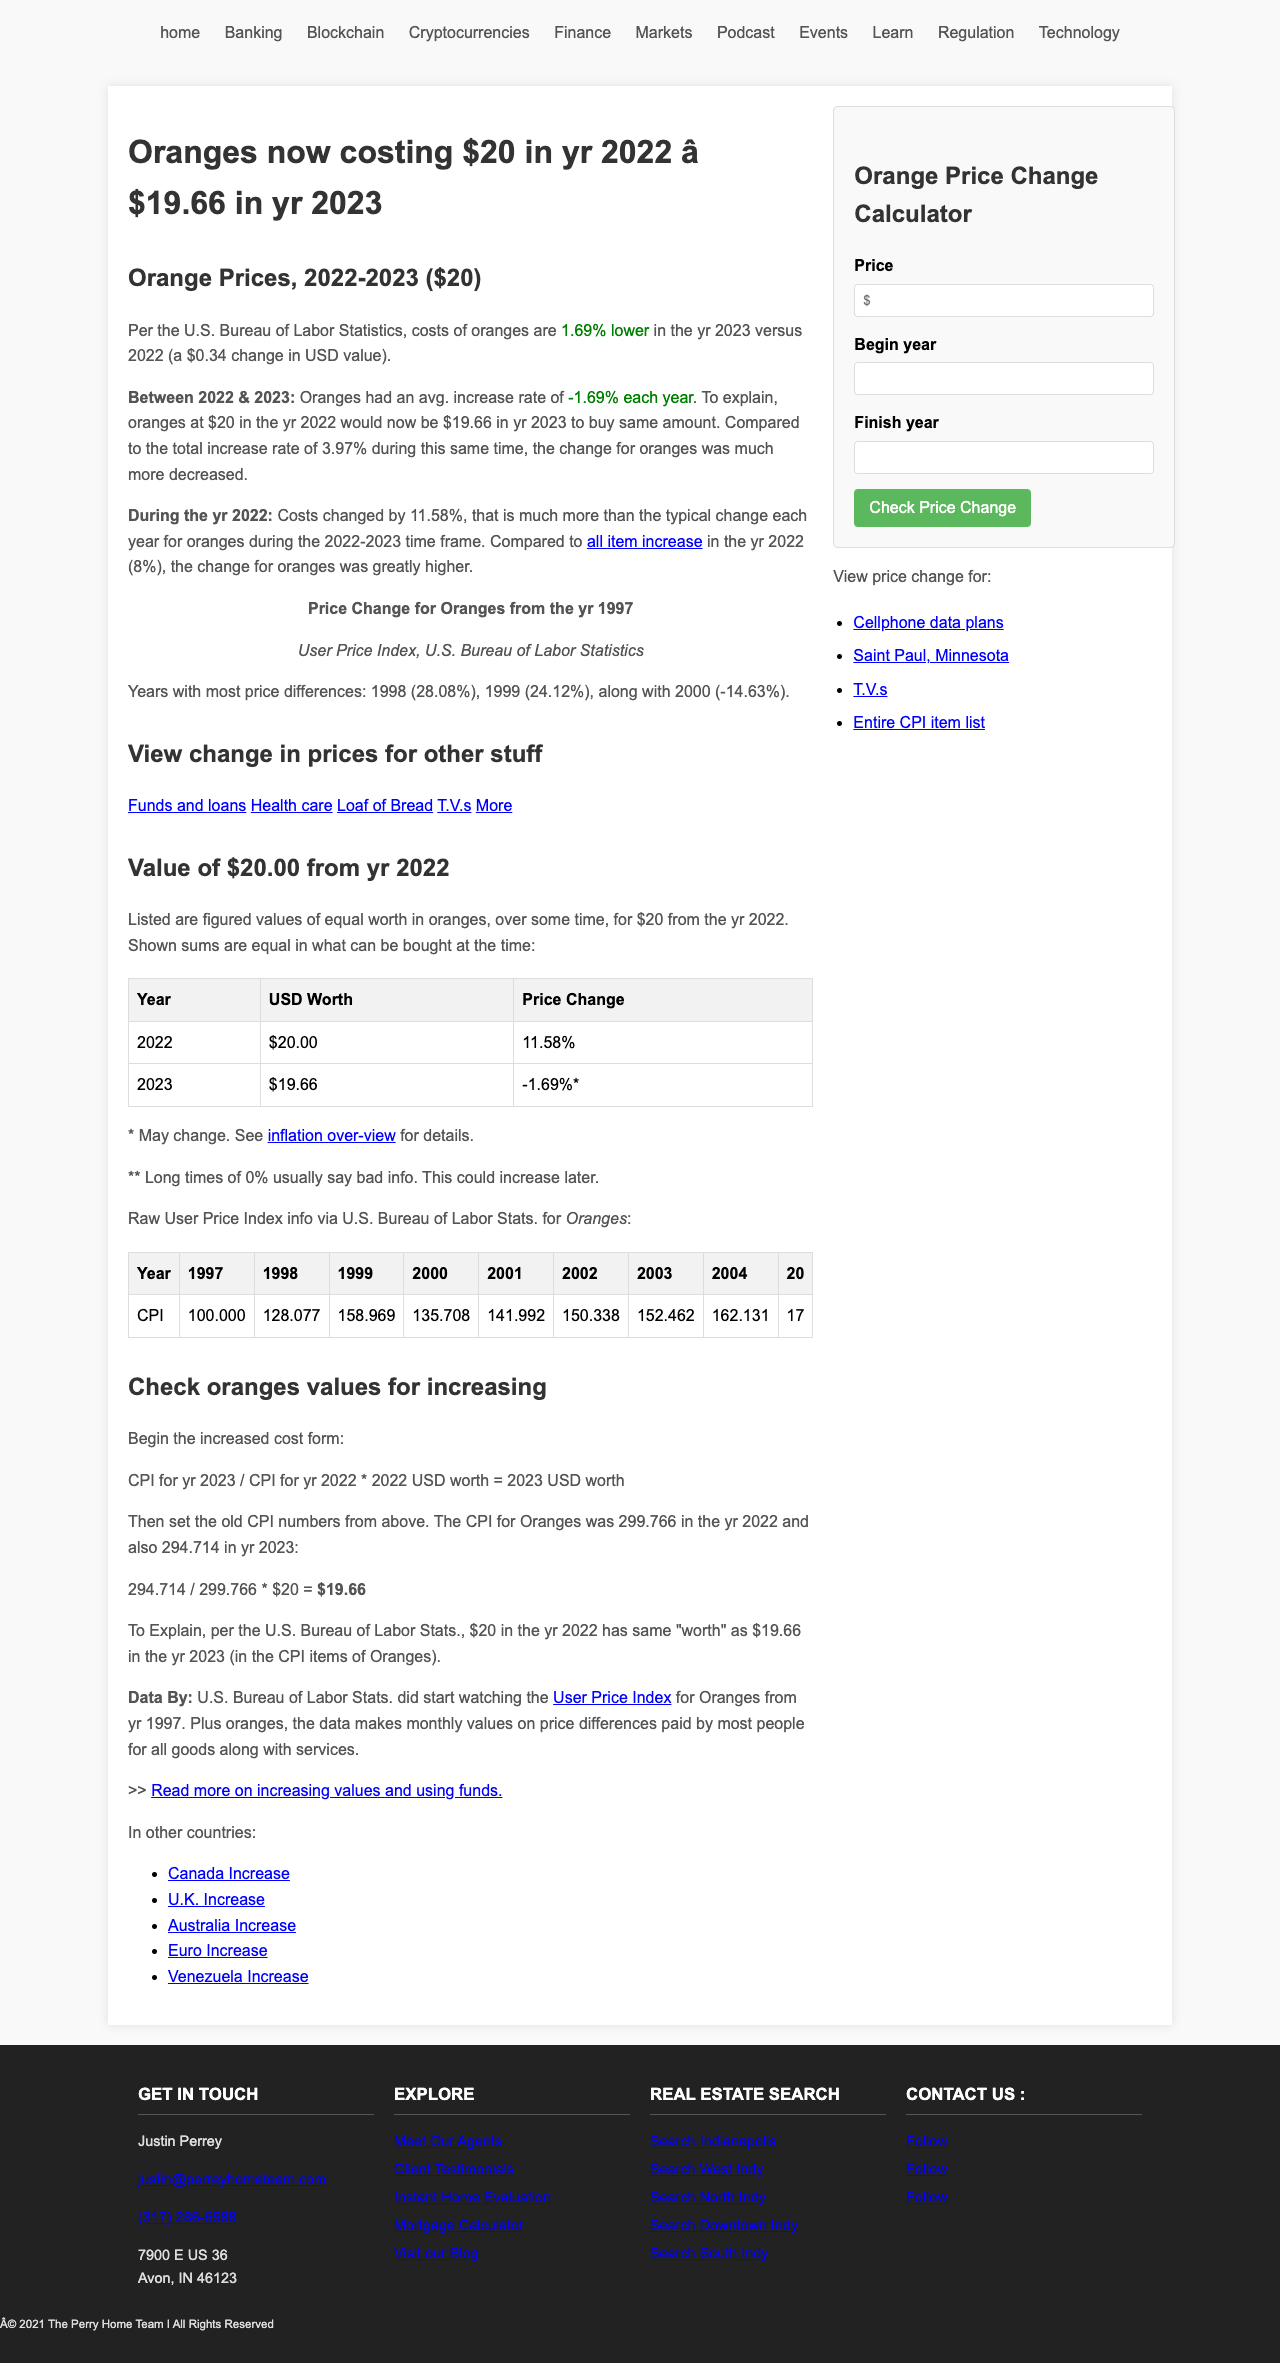 home Banking Blockchain Cryptocurrencies Finance Markets Podcast Events Learn Regulation Technology
Oranges now costing $20 in yr 2022 â
$19.66 in yr 2023
Orange Prices, 2022-2023 ($20)
Per the U.S. Bureau of Labor Statistics, costs of oranges are 1.69% lower in the yr 2023 versus
2022 (a $0.34 change in USD value).
Between 2022 & 2023: Oranges had an avg. increase rate of -1.69% each year. To explain,
oranges at $20 in the yr 2022 would now be $19.66 in yr 2023 to buy same amount. Compared
to the total increase rate of 3.97% during this same time, the change for oranges was much
more decreased.
During the yr 2022: Costs changed by 11.58%, that is much more than the typical change each
year for oranges during the 2022-2023 time frame. Compared to all item increase in the yr 2022
(8%), the change for oranges was greatly higher.
Price Change for Oranges from the yr 1997
User Price Index, U.S. Bureau of Labor Statistics
Years with most price differences: 1998 (28.08%), 1999 (24.12%), along with 2000 (-14.63%).
View change in prices for other stuff
Funds and loans Health care Loaf of Bread T.V.s More
Value of $20.00 from yr 2022
Listed are figured values of equal worth in oranges, over some time, for $20 from the yr 2022.
Shown sums are equal in what can be bought at the time:
Year USD Worth Price Change
2022 $20.00 11.58%
2023 $19.66 -1.69%*
* May change. See inflation over-view for details.
** Long times of 0% usually say bad info. This could increase later.
Raw User Price Index info via U.S. Bureau of Labor Stats. for Oranges:
Year 1997 1998 1999 2000 2001 2002 2003 2004 20
CPI 100.000 128.077 158.969 135.708 141.992 150.338 152.462 162.131 17
Check oranges values for increasing
Begin the increased cost form:
CPI for yr 2023 / CPI for yr 2022 * 2022 USD worth = 2023 USD worth
Then set the old CPI numbers from above. The CPI for Oranges was 299.766 in the yr 2022 and
also 294.714 in yr 2023:
294.714 / 299.766 * $20 = $19.66
To Explain, per the U.S. Bureau of Labor Stats., $20 in the yr 2022 has same "worth" as $19.66
in the yr 2023 (in the CPI items of Oranges).
Data By: U.S. Bureau of Labor Stats. did start watching the User Price Index for Oranges from
yr 1997. Plus oranges, the data makes monthly values on price differences paid by most people
for all goods along with services.
>> Read more on increasing values and using funds.
In other countries:
• Canada Increase
• U.K. Increase
• Australia Increase
• Euro Increase
• Venezuela Increase
Orange Price Change
Calculator
Price
$
Begin year
Finish year
Check Price Change
View price change for:
• Cellphone data plans
• Saint Paul, Minnesota
• T.V.s
• Entire CPI item list
GET IN TOUCH
Justin Perrey
justin@perreyhometeam.com
7900 E US 36
Avon, IN 46123
EXPLORE
Meet Our Agents
Client Testimonials
Instant Home Evaluation
Mortgage Calculator
Visit our Blog
REAL ESTATE SEARCH
Search Indianapolis
Search West Indy
Search North Indy
Search Downtown Indy
Search South Indy
CONTACT US :
Follow
Follow
Follow
Â© 2021 The Perry Home Team I All Rights Reserved